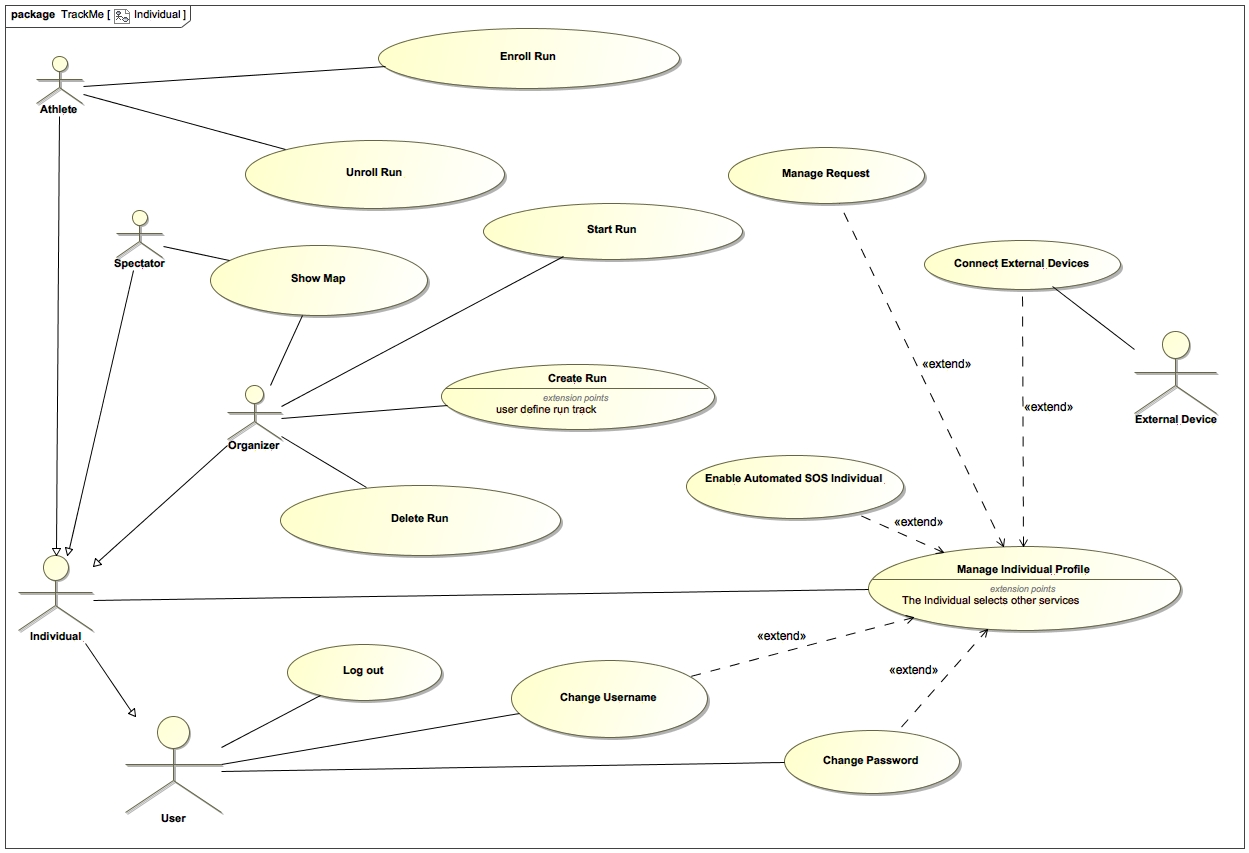 package TrackMe [ Individual ]
Enroll Run
Athlete
Unroll Run
Manage Request
Spectator
Start Run
Show Map
Connect External Devices
«extend»
Create Run
extension points
user define run track
«extend»
External Device
Organizer
Enable Automated SOS Individual
Delete Run
«extend»
Manage Individual Profile
extension points
The Individual selects other services
Individual
«extend»
Log out
«extend»
Change Username
Change Password
User